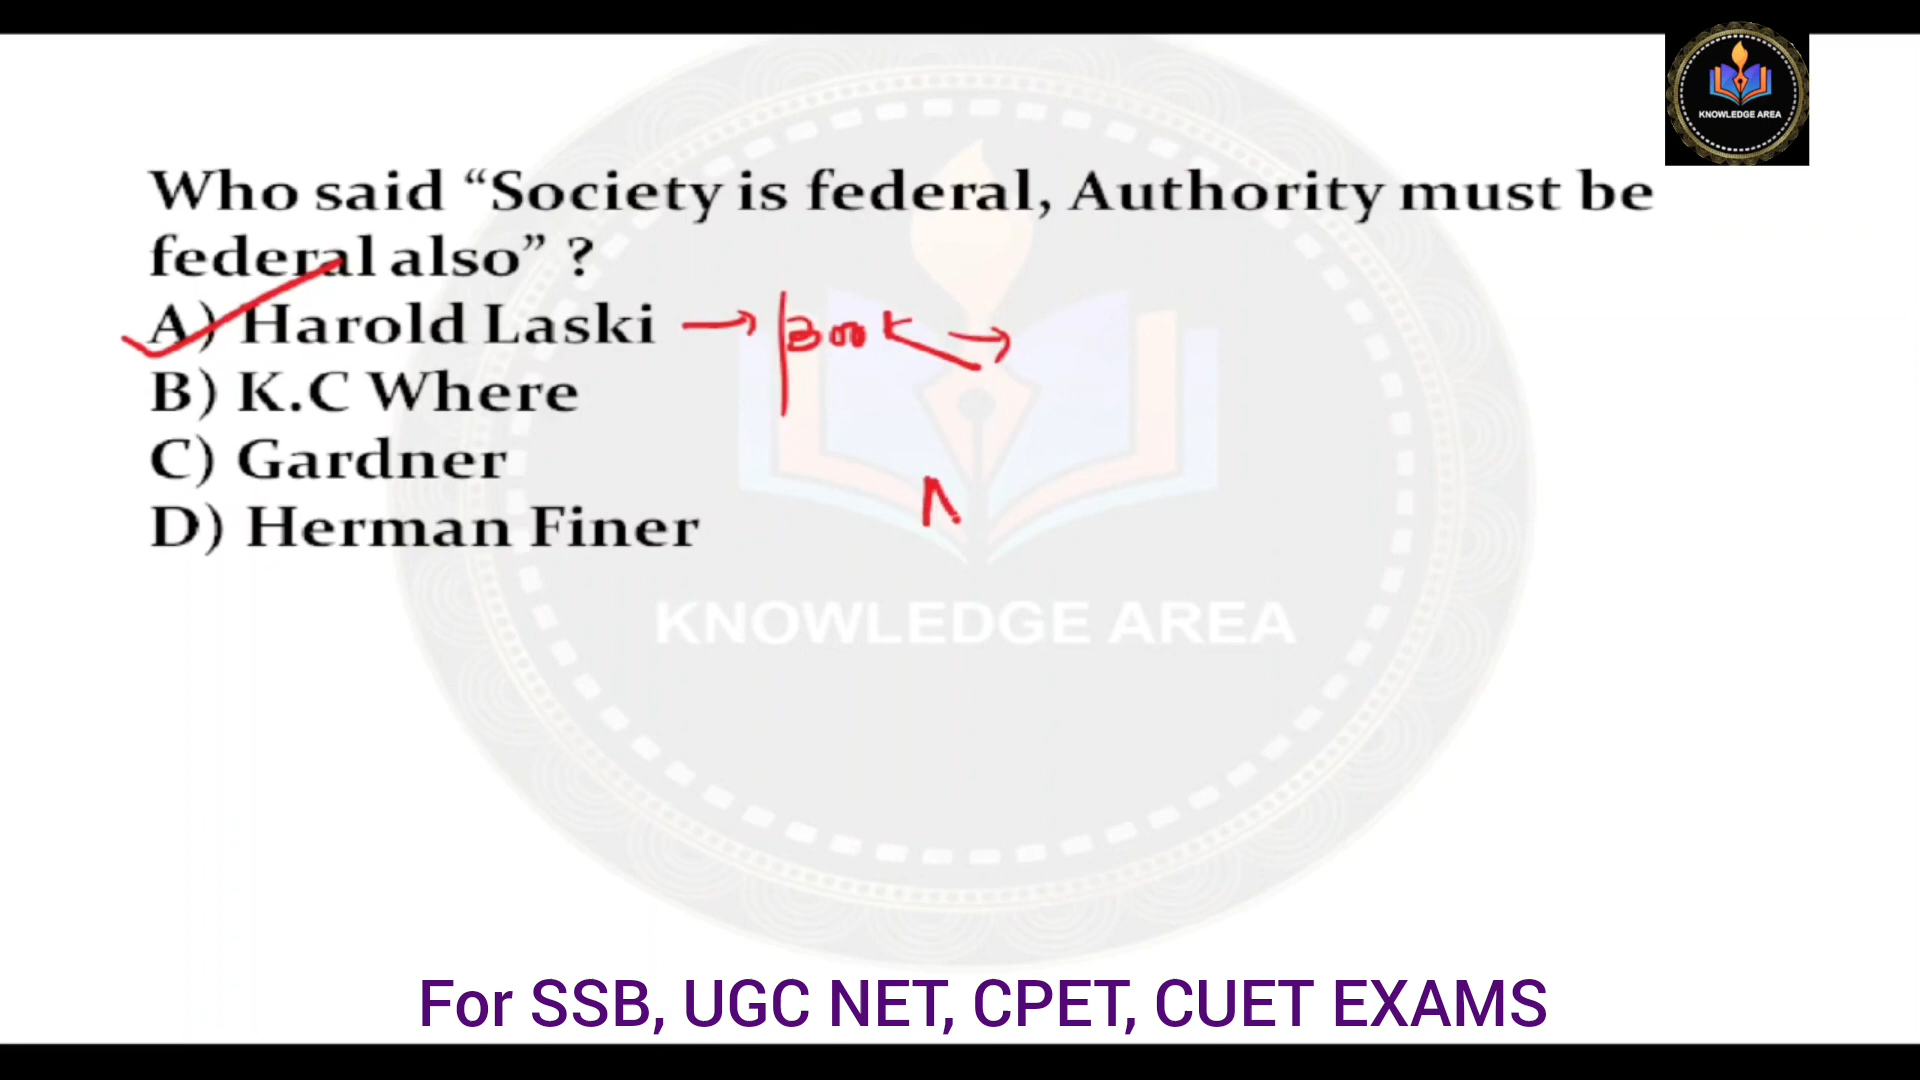 KNOWLEDGE AREA
Who said “Society is federal, Authority must be
federal also” ?
A) Harold Laski → Book →
B) K.C Where
C) Gardner
D) Herman Finer
KNOWLEDGE AREA
For SSB, UGC NET, CPET, CUET EXAMS